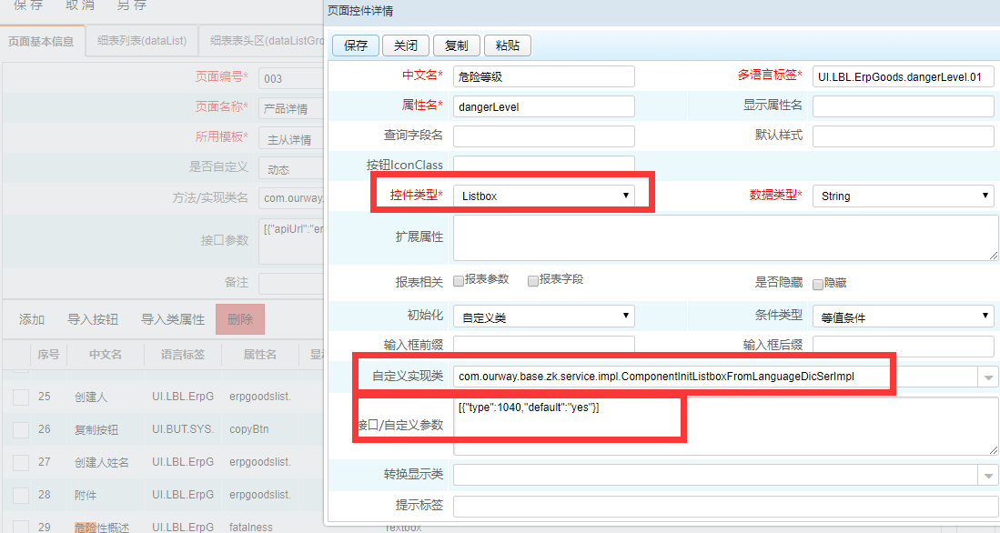 保存 取消 另存
页面基本信息 细表列表(dataList) 细表表头区(dataListGro
页面编号* 003
页面名称* 产品详情
所用模板* 主从详情
是否自定义 动态
方法/实现类名 com.ourway.
接口参数 [{"apiUrl":"er
备注
添加 导入按钮 导入类属性 删除
序号 中文名 语言标签 属性名 显
25 创建人 UI.LBL.ErpG erpgoodslist.
26 复制按钮 UI.BUT.SYS. copyBtn
27 创建人姓名 UI.LBL.ErpG erpgoodslist.
28 附件 UI.LBL.ErpG erpgoodslist.
29 危险性概述 UI.LBL.ErpG fatalness Textbox
页面控件详情
保存 关闭 复制 粘贴
中文名* 危险等级 多语言标签* UI.LBL.ErpGoods.dangerLevel.01
属性名* dangerLevel 显示属性名
查询字段名 默认样式
按钮IconClass
控件类型* Listbox 数据类型* String
扩展属性
报表相关 报表参数 报表字段 是否隐藏 隐藏
初始化 自定义类 条件类型 等值条件
输入框前缀 输入框后缀
自定义实现类 com.ourway.base.zk.service.impl.ComponentInitListboxFromLanguageDicSerImpl
接口/自定义参数 [{"type":1040,"default":"yes"}]
转换显示类
提示标签